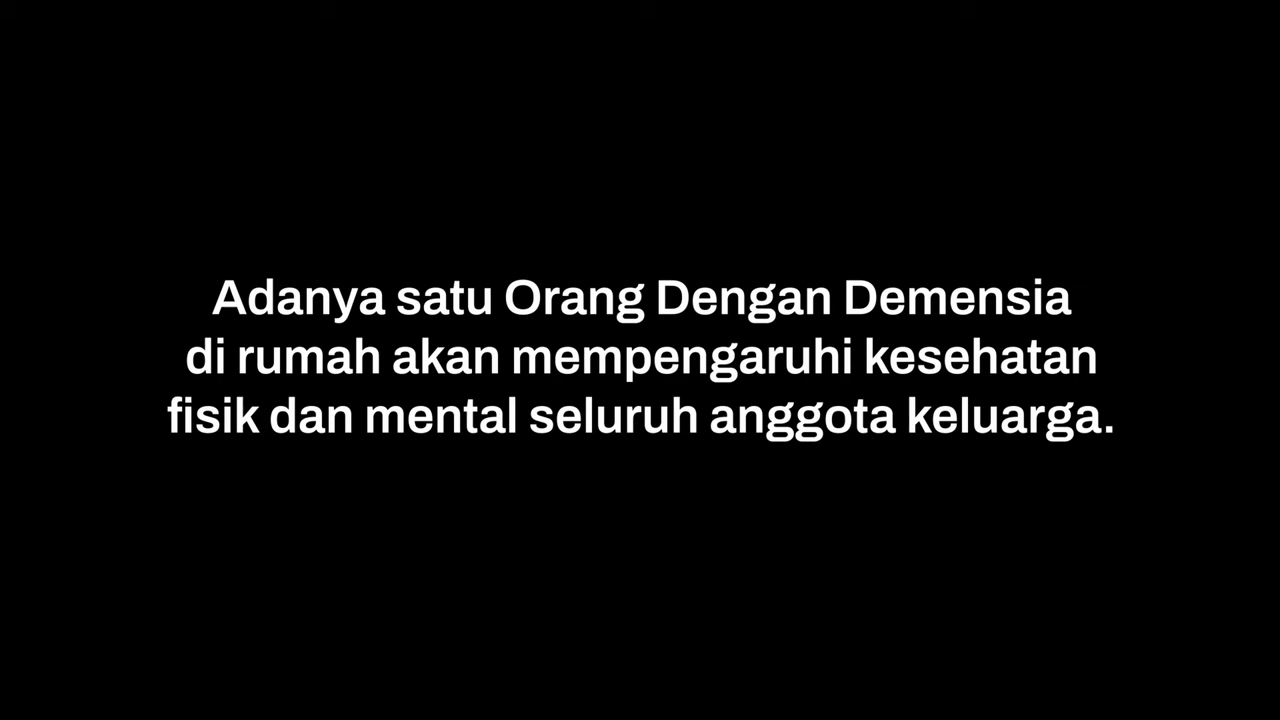 Adanya satu Orang Dengan Demensia
di rumah akan mempengaruhi kesehatan
fisik dan mental seluruh anggota keluarga.